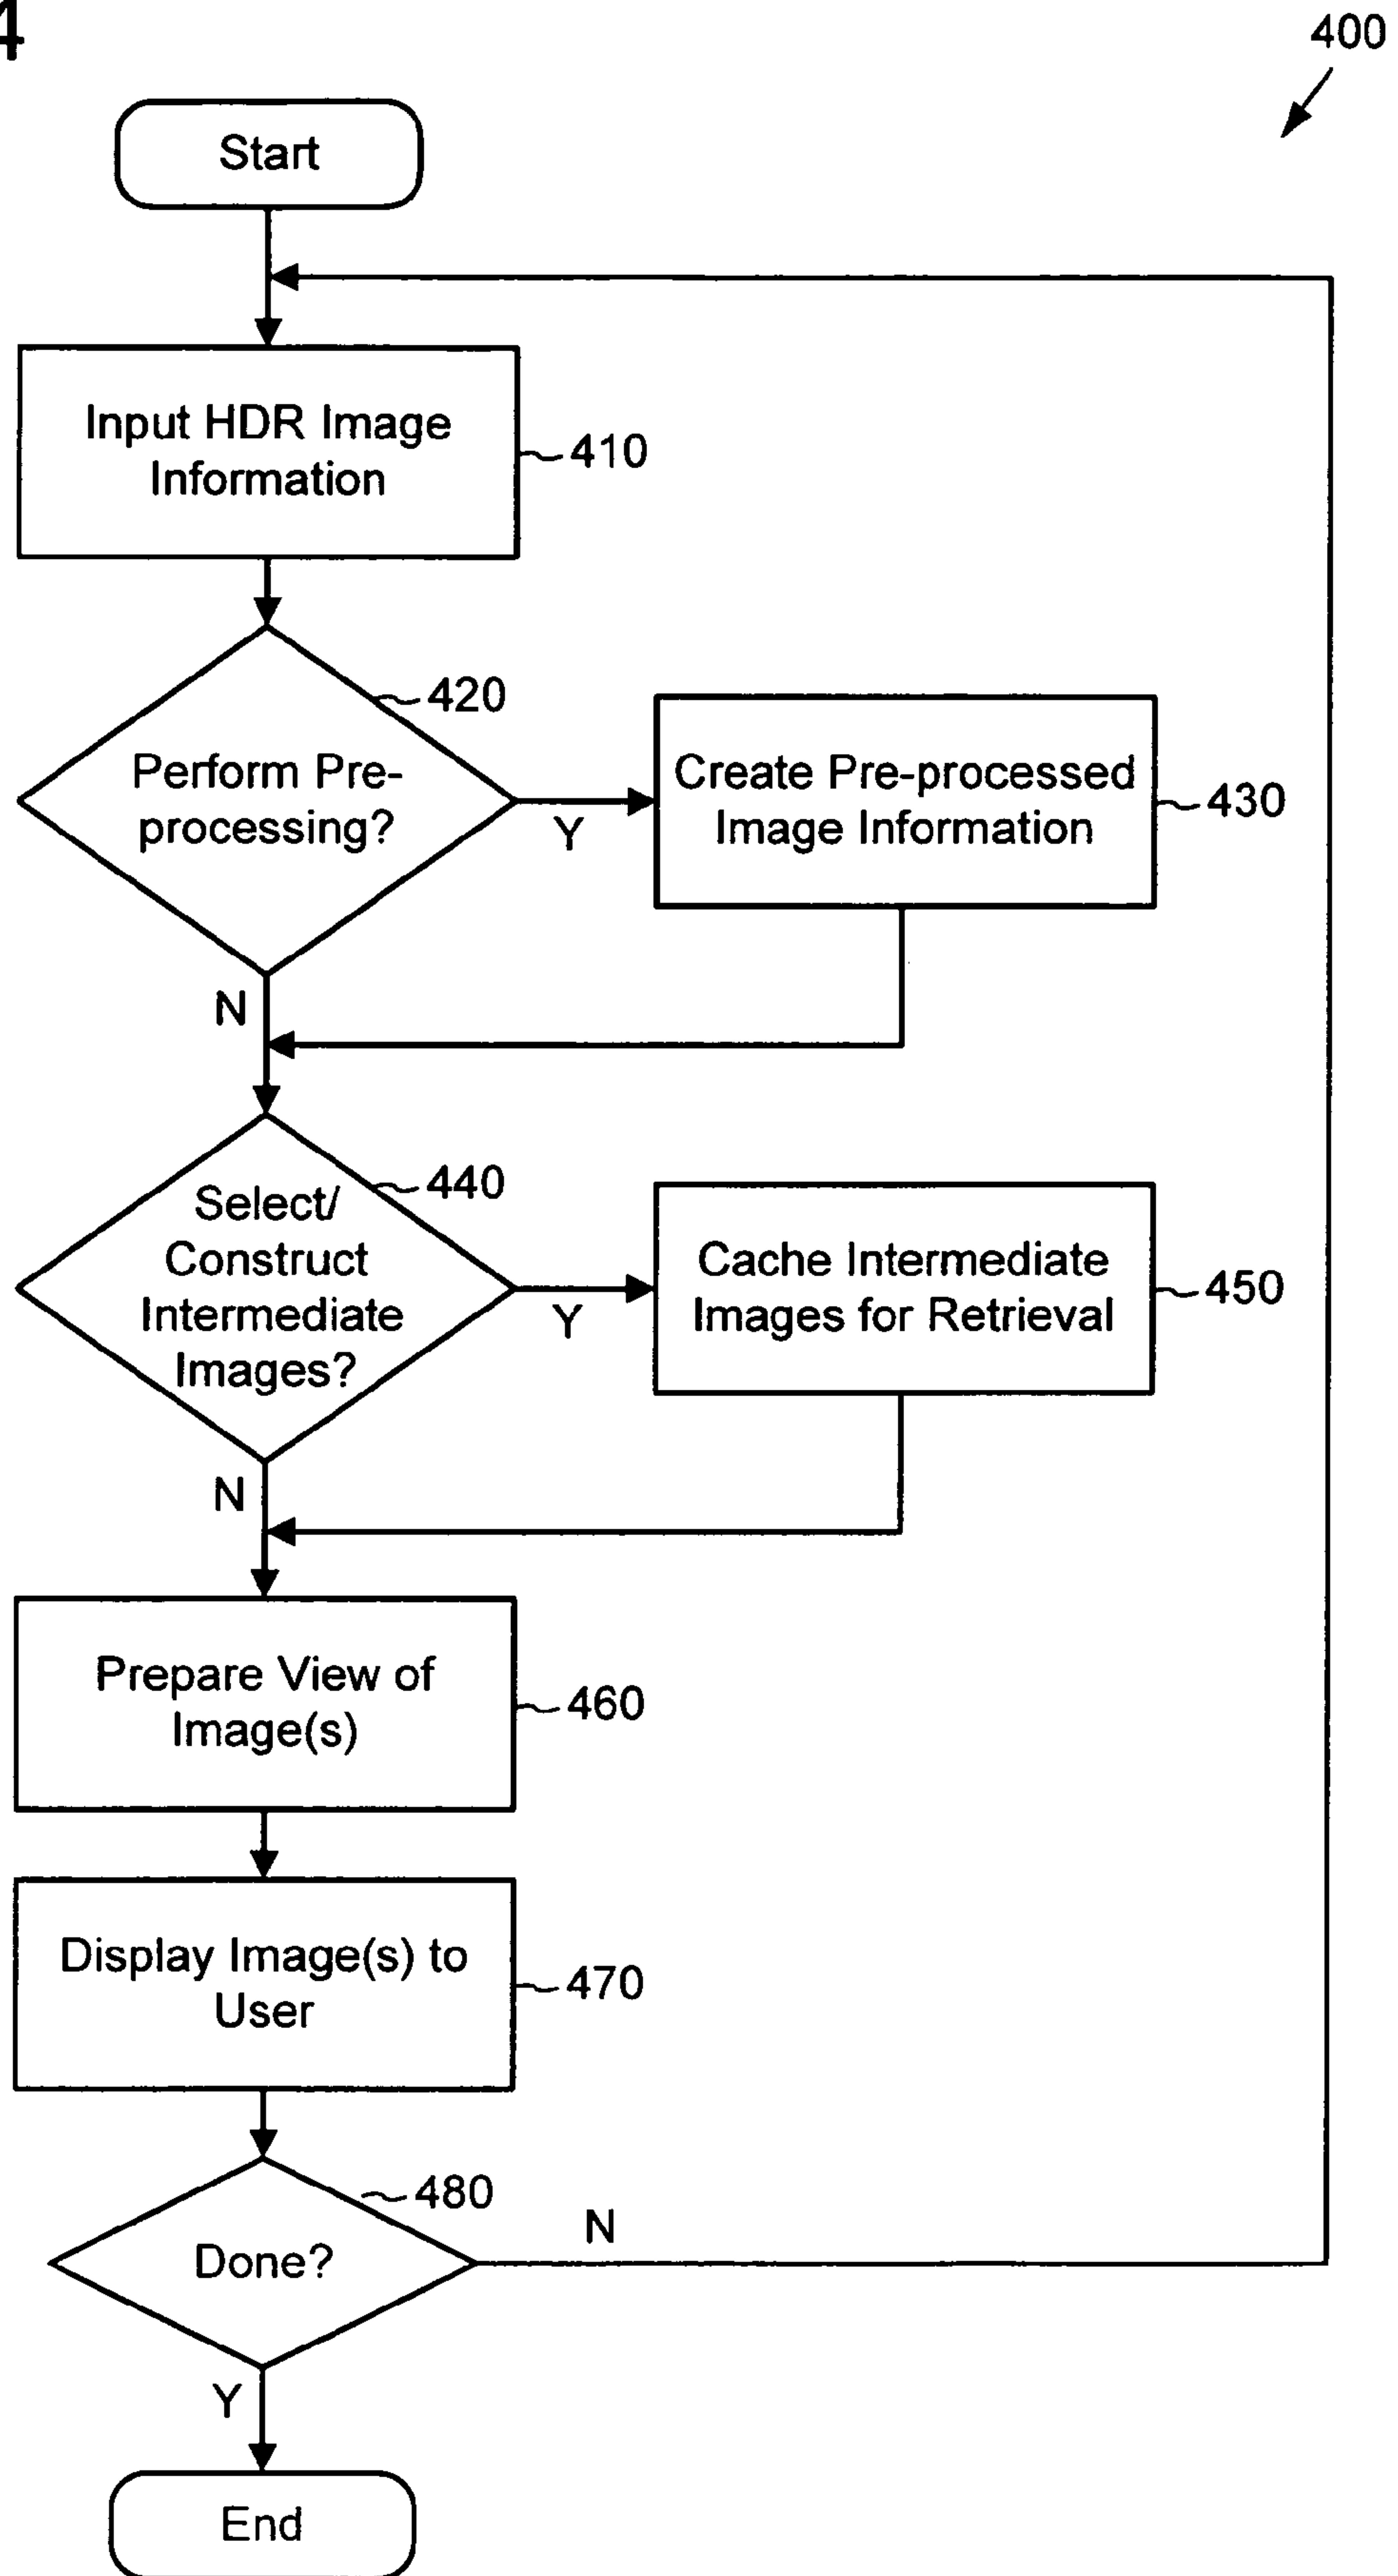 4
400
Start
Input HDR Image
Information
410
420
Perform Pre-
processing?
Y
Create Pre-processed
Image Information
430
N
440
Select/
Construct
Intermediate
Images?
Y
Cache Intermediate
Images for Retrieval
450
N
Prepare View of
Image(s)
460
Display Image(s) to
User
470
480
Done?
N
Y
End